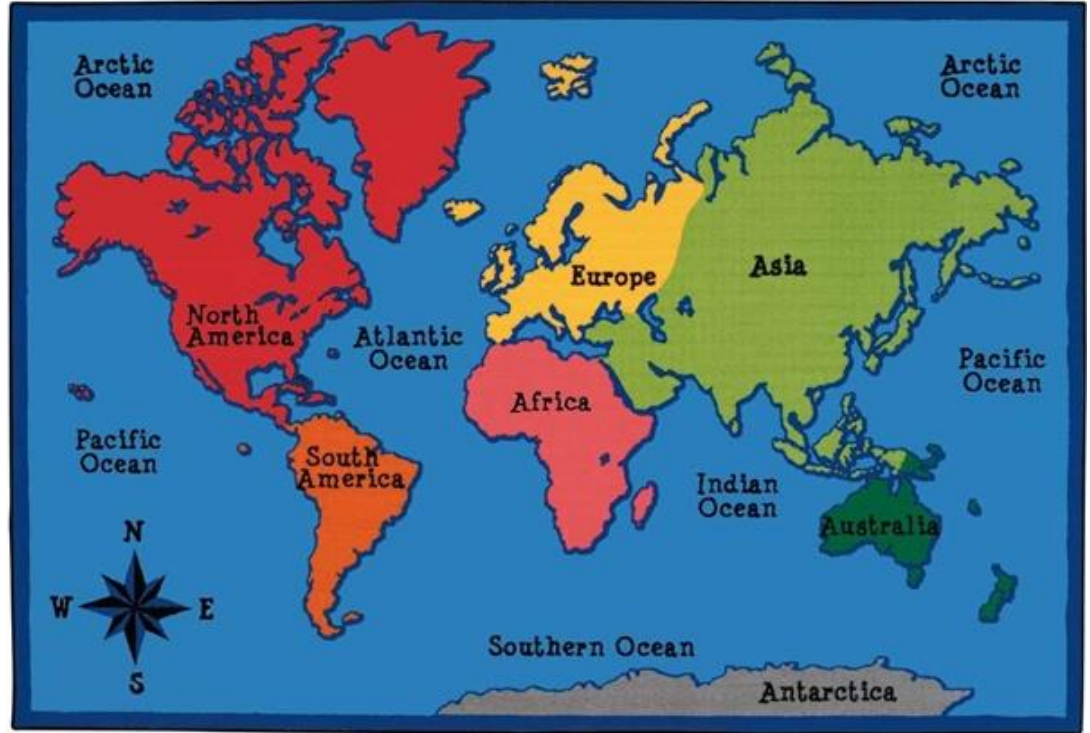 Arctic
Ocean
Arctic
Ocean
Asia
Europe
North
America
Atlantic
Ocean
Pacific
Ocean
Africa
Pacific
Ocean
South
America
Indian
Ocean
Australia
N
W
E
S
Southern Ocean
Antarctica